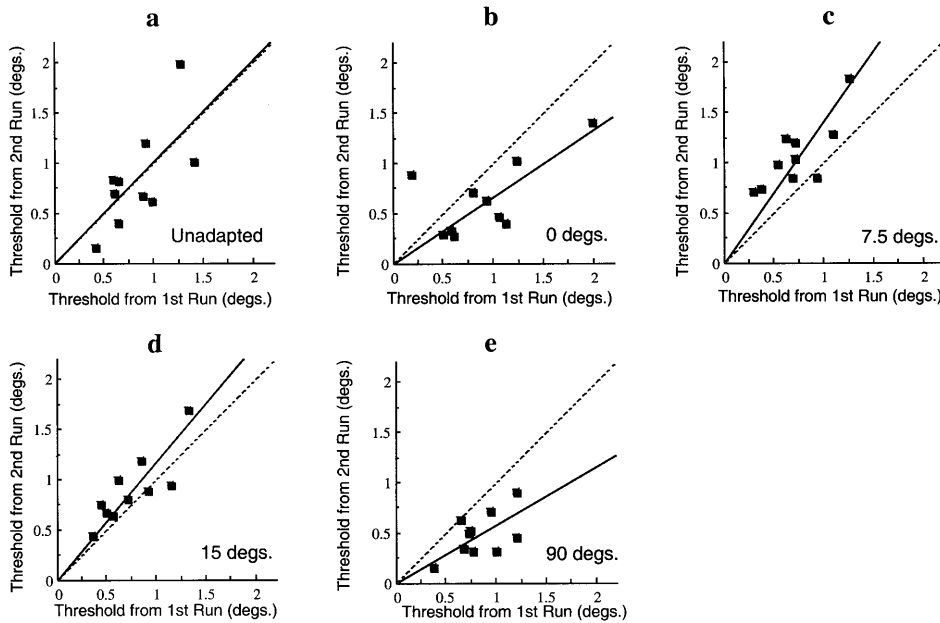 a
Threshold from 2nd Run (degs.)
2
1.5
1
0.5
0
Unadapted
0 0.5 1 1.5 2
Threshold from 1st Run (degs.)
b
Threshold from 2nd Run (degs.)
2
1.5
1
0.5
0
0 degs.
0 0.5 1 1.5 2
Threshold from 1st Run (degs.)
c
Threshold from 2nd Run (degs.)
2
1.5
1
0.5
0
7.5 degs.
0 0.5 1 1.5 2
Threshold from 1st Run (degs.)
d
Threshold from 2nd Run (degs.)
2
1.5
1
0.5
0
15 degs.
0 0.5 1 1.5 2
Threshold from 1st Run (degs.)
e
Threshold from 2nd Run (degs.)
2
1.5
1
0.5
0
90 degs.
0 0.5 1 1.5 2
Threshold from 1st Run (degs.)